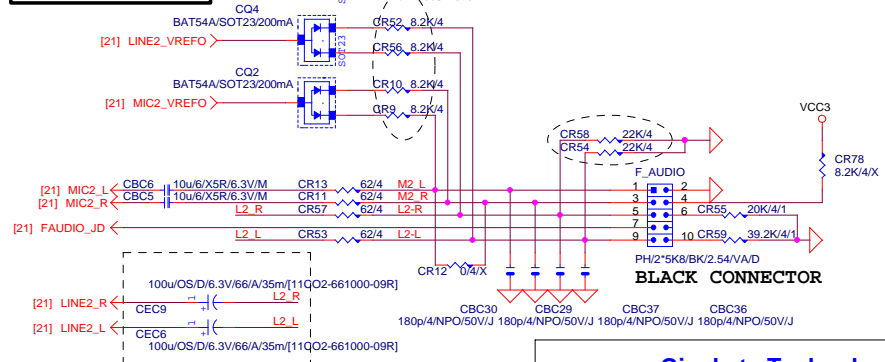 CQ4
BAT54A/SOT23/200mA
SOT23
[21] LINE2_VREFO
CR52 8.2K/4
CR56 8.2K/4
CQ2
BAT54A/SOT23/200mA
[21] MIC2_VREFO
CR10 8.2K/4
CR9 8.2K/4
VCC3
CR58 22K/4
CR54 22K/4
CR78
8.2K/4/X
F_AUDIO
[21] MIC2_L CBC6 10u/6/X5R/6.3V/M CR13 62/4 M2_L 1 2
[21] MIC2_R CBC5 10u/6/X5R/6.3V/M CR11 62/4 M2_R 3 4
L2_R CR57 62/4 L2-R 5 6 CR55 20K/4/1
[21] FAUDIO_JD 7
L2_L CR53 62/4 L2-L 9 10 CR59 39.2K/4/1
CR12 0/4/X
PH/2*5K8/BK/2.54/VA/D
BLACK CONNECTOR
100u/OS/D/6.3V/66/A/35m/[11CO2-661000-09R]
[21] LINE2_R 1 + L2_R
CEC9
[21] LINE2_L 1 + L2_L
CEC6
100u/OS/D/6.3V/66/A/35m/[11CO2-661000-09R]
CBC30 CBC29 CBC37 CBC36
180p/4/NPO/50V/J 180p/4/NPO/50V/J 180p/4/NPO/50V/J 180p/4/NPO/50V/J